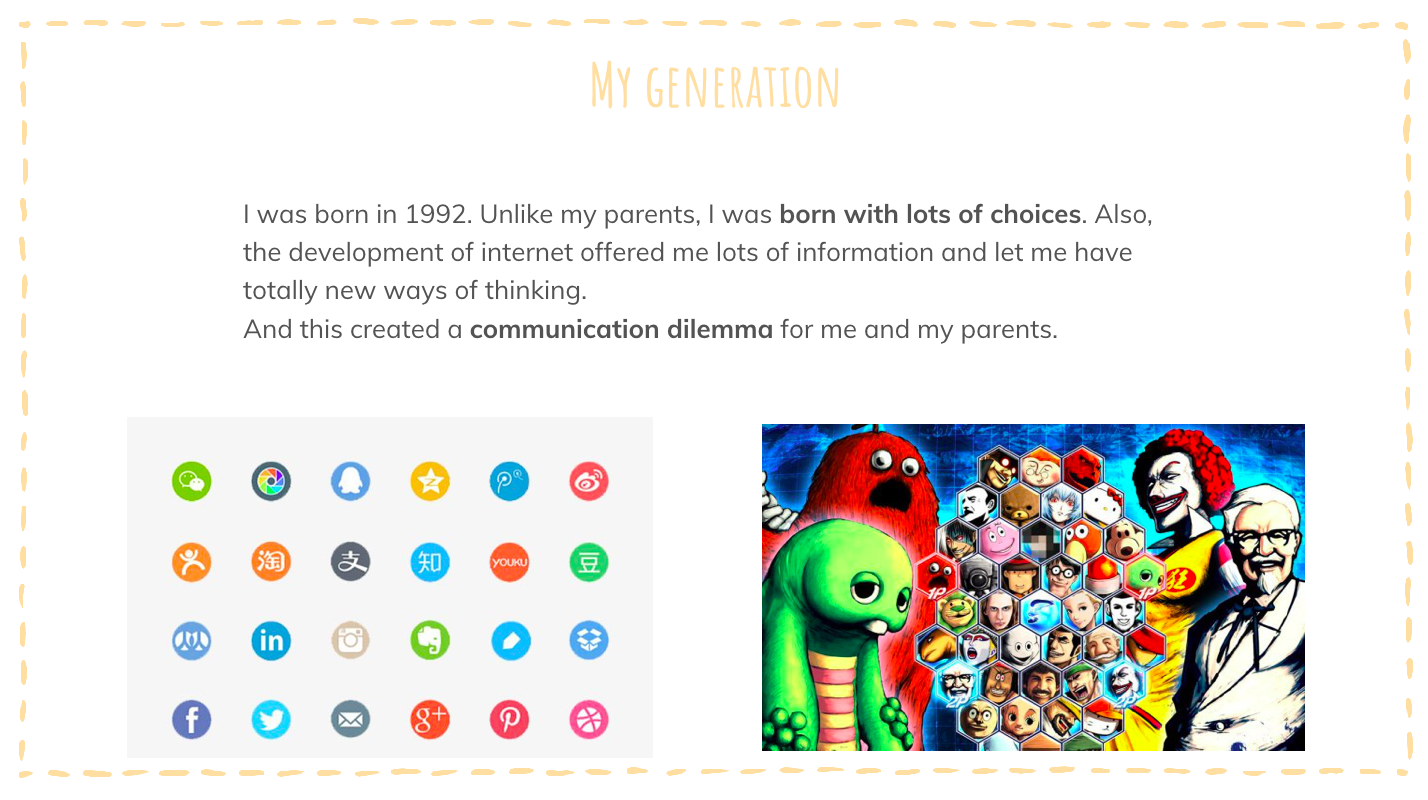 My generation
I was born in 1992. Unlike my parents, I was born with lots of choices. Also,
the development of internet offered me lots of information and let me have
totally new ways of thinking.
And this created a communication dilemma for me and my parents.
淘
支
知
YOUKU
豆
in
f
g+
1P
1P
2P
2P